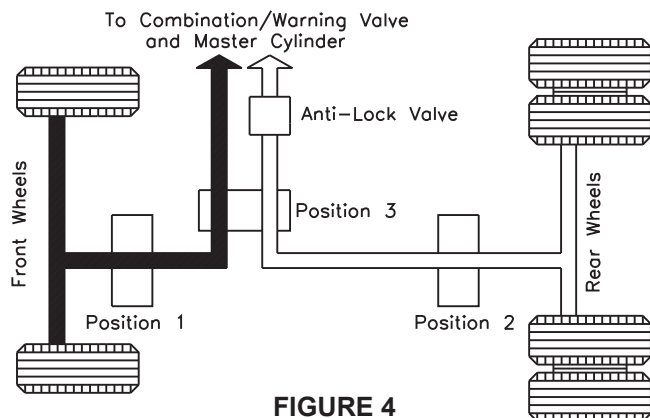 To Combination/Warning Valve
and Master Cylinder
Anti-Lock Valve
Position 3
Front Wheels
Rear Wheels
Position 1
Position 2
FIGURE 4